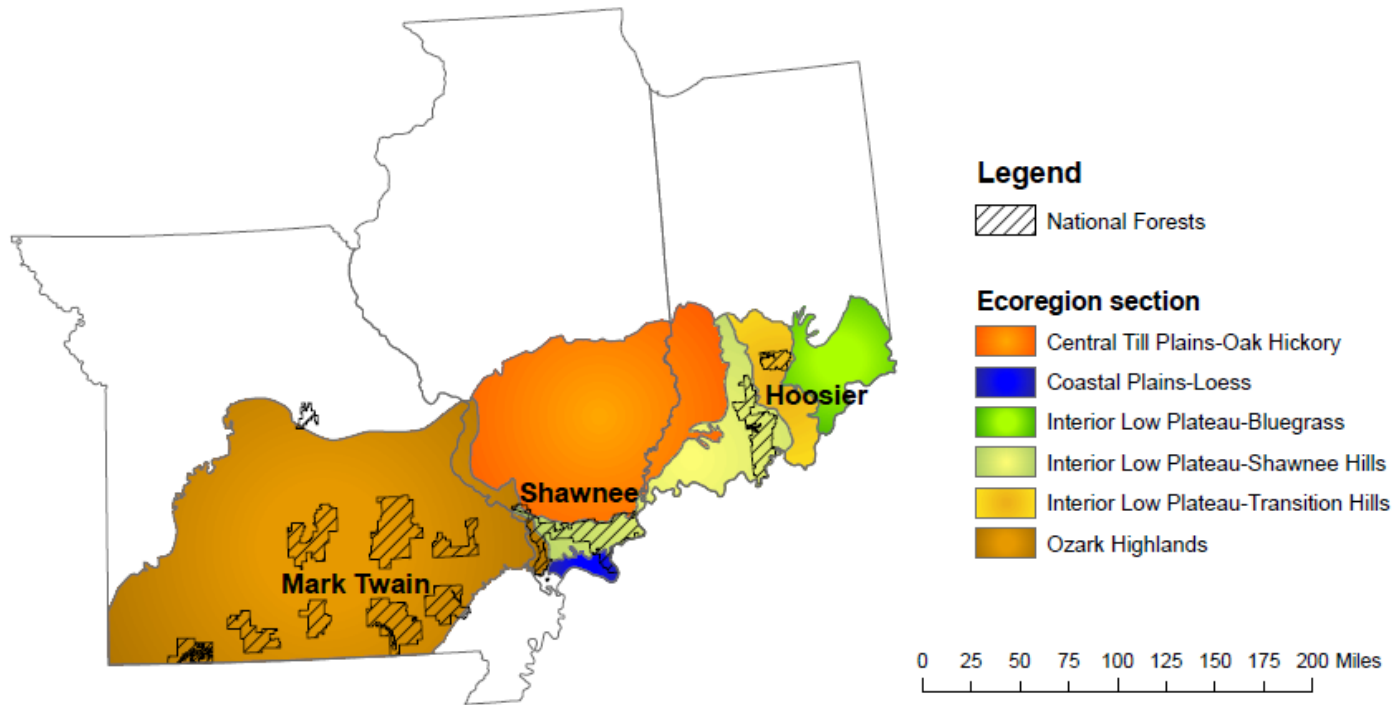 Shawnee
Hoosier
Mark Twain
Legend
National Forests
Ecoregion section
Central Till Plains-Oak Hickory
Coastal Plains-Loess
Interior Low Plateau-Bluegrass
Interior Low Plateau-Shawnee Hills
Interior Low Plateau-Transition Hills
Ozark Highlands
0 25 50 75 100 125 150 175 200 Miles